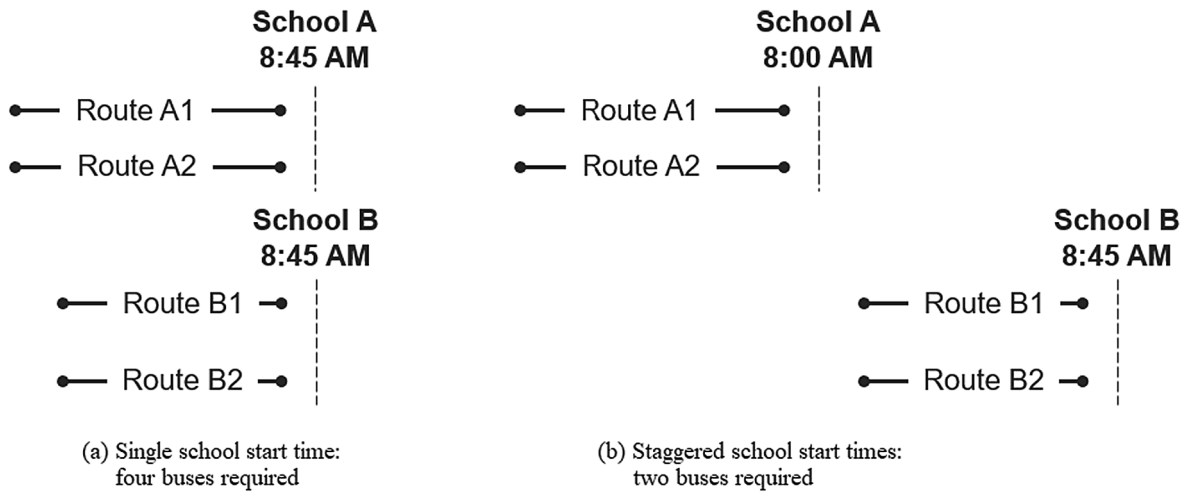 School A
8:45 AM
Route A1
Route A2
School B
8:45 AM
Route B1
Route B2
(a) Single school start time:
four buses required
School A
8:00 AM
Route A1
Route A2
School B
8:45 AM
Route B1
Route B2
(b) Staggered school start times:
two buses required